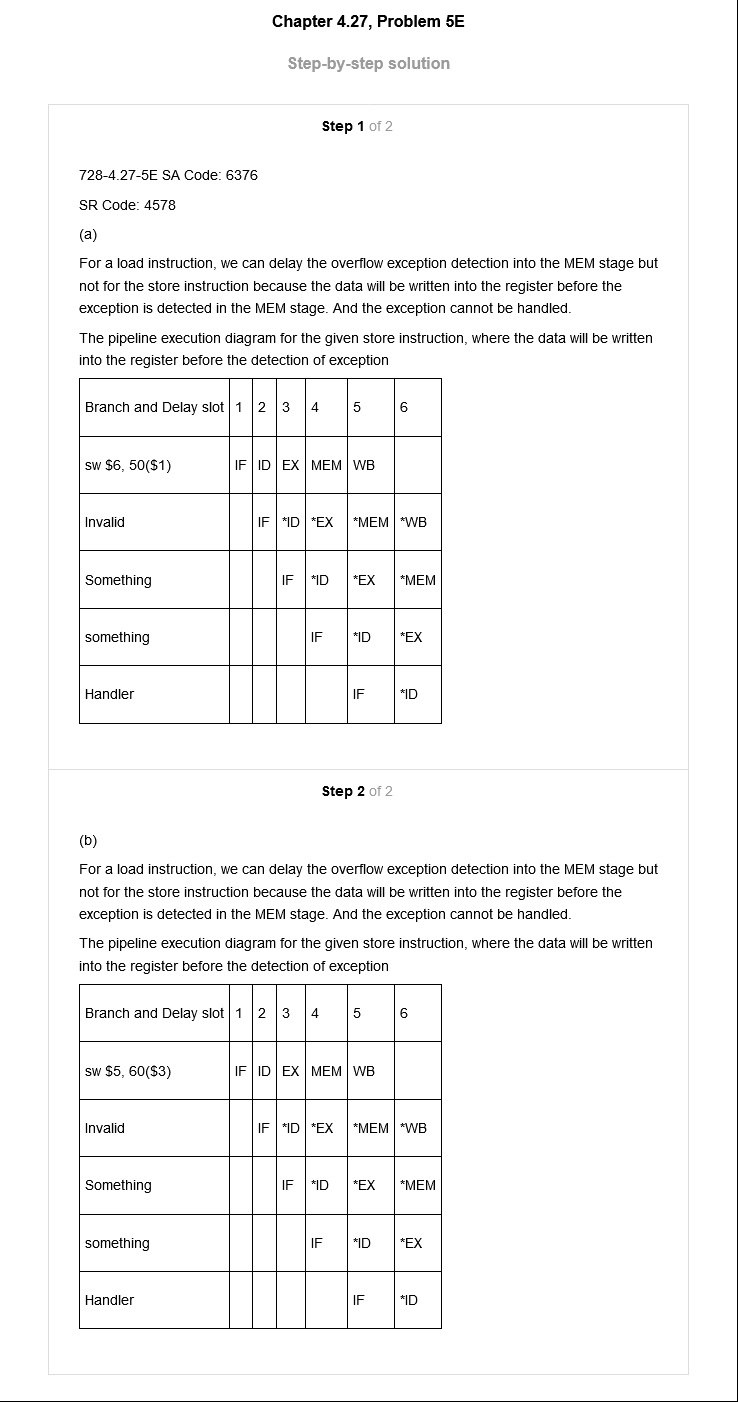 Chapter 4.27, Problem 5E
Step-by-step solution
Step 1 of 2
728-4.27-5E SA Code: 6376
SR Code: 4578
(a)
For a load instruction, we can delay the overflow exception detection into the MEM stage but
not for the store instruction because the data will be written into the register before the
exception is detected in the MEM stage. And the exception cannot be handled.
The pipeline execution diagram for the given store instruction, where the data will be written
into the register before the detection of exception
Branch and Delay slot 1 2 3 4 5 6
sw $6, 50($1) IF ID EX MEM WB
Invalid IF *ID *EX *MEM *WB
Something IF *ID *EX *MEM
something IF *ID *EX
Handler IF *ID
Step 2 of 2
(b)
For a load instruction, we can delay the overflow exception detection into the MEM stage but
not for the store instruction because the data will be written into the register before the
exception is detected in the MEM stage. And the exception cannot be handled.
The pipeline execution diagram for the given store instruction, where the data will be written
into the register before the detection of exception
Branch and Delay slot 1 2 3 4 5 6
sw $5, 60($3) IF ID EX MEM WB
Invalid IF *ID *EX *MEM *WB
Something IF *ID *EX *MEM
something IF *ID *EX
Handler IF *ID